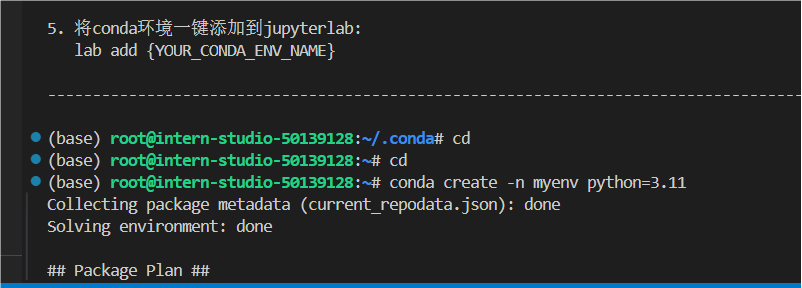 5. 将conda环境一键添加到jupyterlab:
lab add {YOUR_CONDA_ENV_NAME}
--------------------------------------------------------------------------------
(base) root@intern-studio-50139128:~/.conda# cd
(base) root@intern-studio-50139128:~# cd
(base) root@intern-studio-50139128:~# conda create -n myenv python=3.11
Collecting package metadata (current_repodata.json): done
Solving environment: done
## Package Plan ##